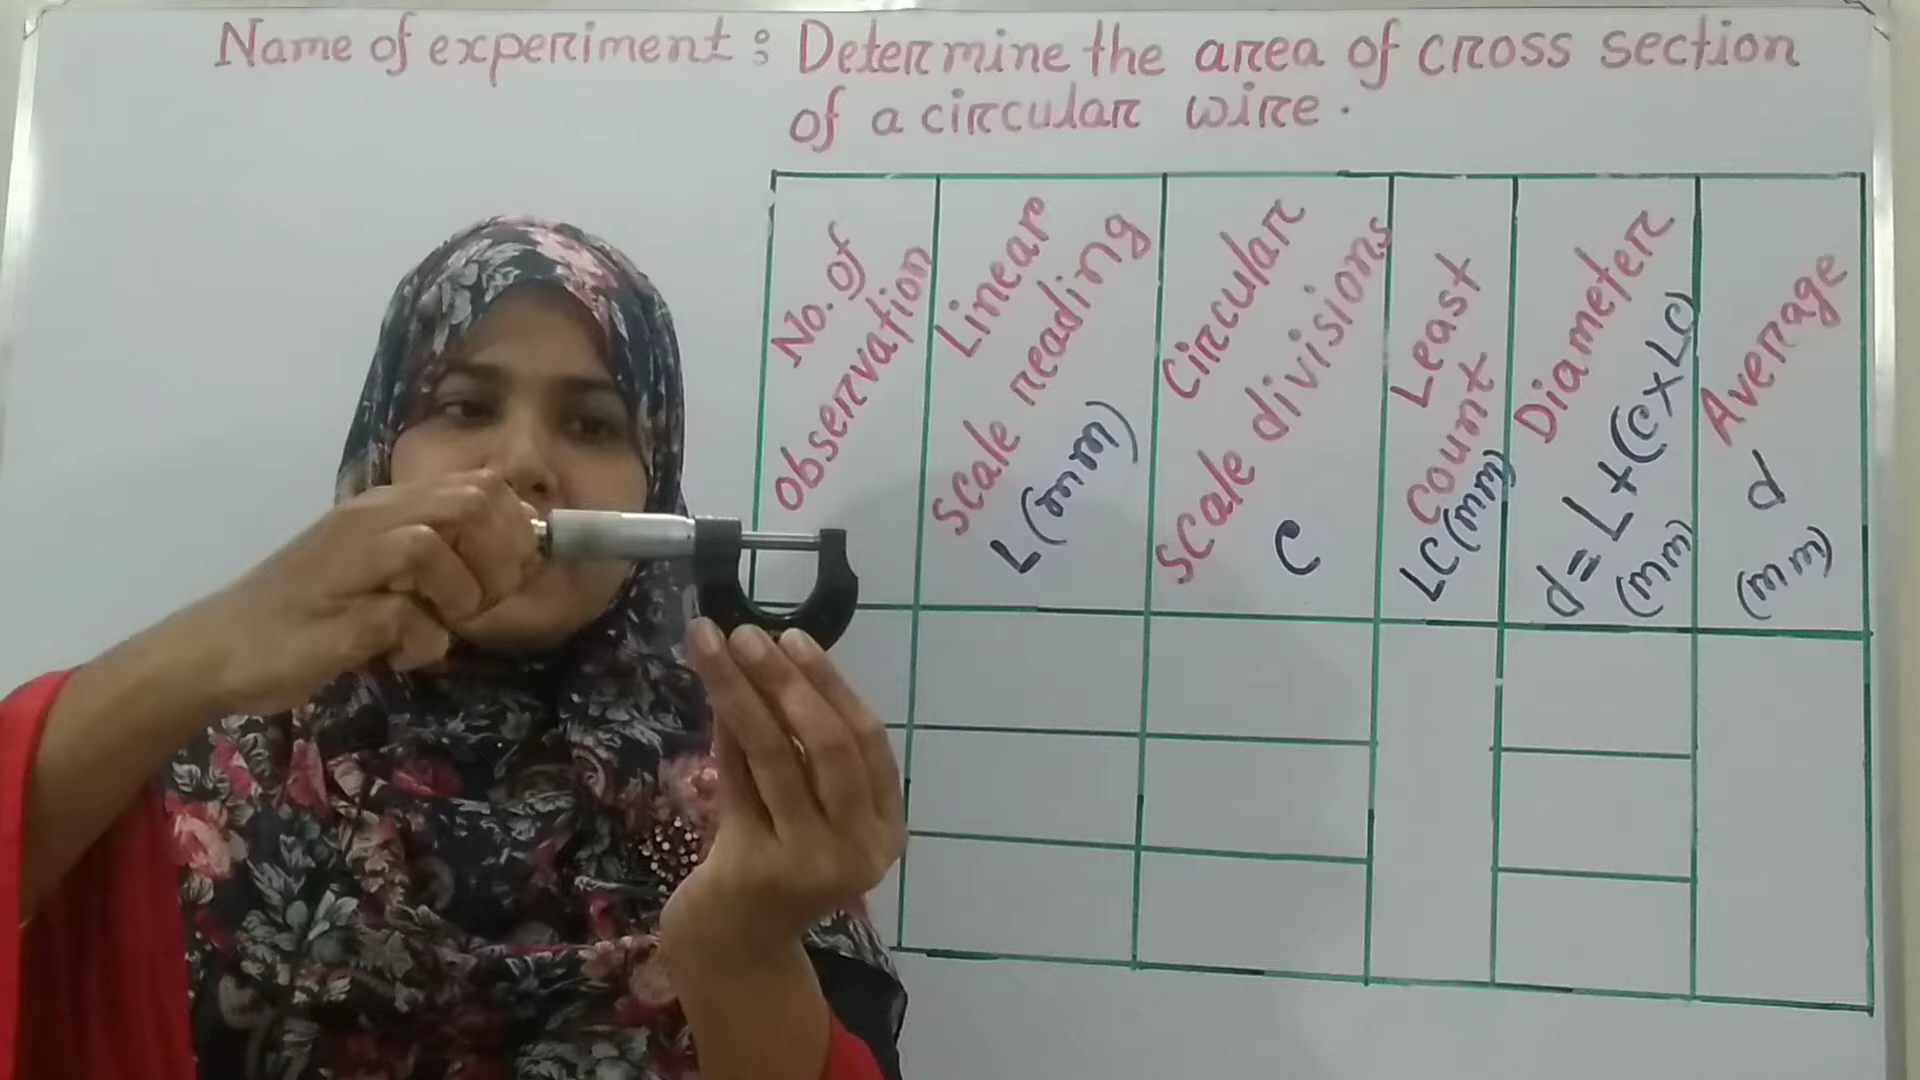 Name of experiment : Determine the area of cross section
of a circular wire.
No. of
observation
Linear
scale reading
L (mm)
Circular
scale divisions
C
Least
count
LC (mm)
Diameter
d = L + (C × LC)
(mm)
Average
d
(mm)